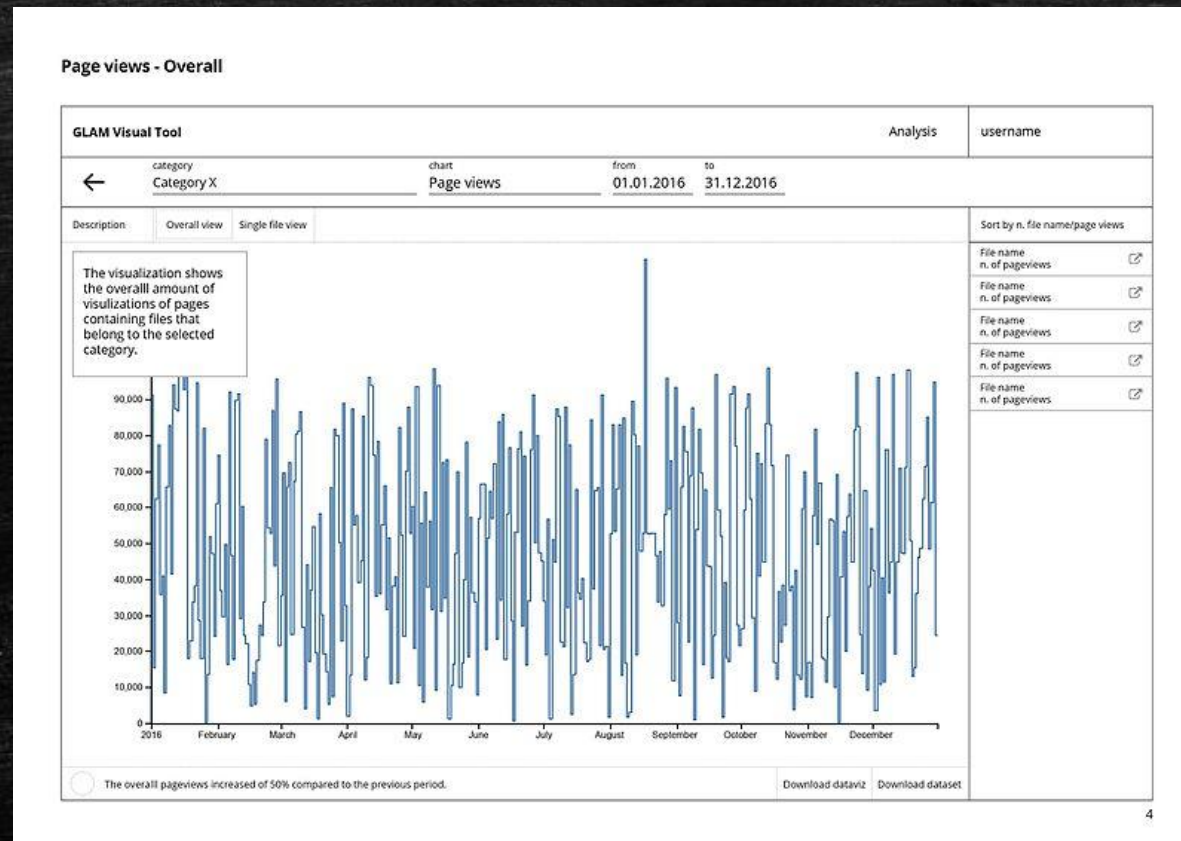 Page views - Overall
GLAM Visual Tool
Analysis
username
category
Category X
chart
Page views
from
01.01.2016
to
31.12.2016
Description
Overall view
Single file view
Sort by n. file name/page views
The visualization shows
the overalll amount of
visulizations of pages
containing files that
belong to the selected
category.
File name
n. of pageviews
File name
n. of pageviews
File name
n. of pageviews
File name
n. of pageviews
File name
n. of pageviews
90,000
80,000
70,000
60,000
50,000
40,000
30,000
20,000
10,000
0
2016 February March April May June July August September October November December
The overalll pageviews increased of 50% compared to the previous period.
Download dataviz
Download dataset
4